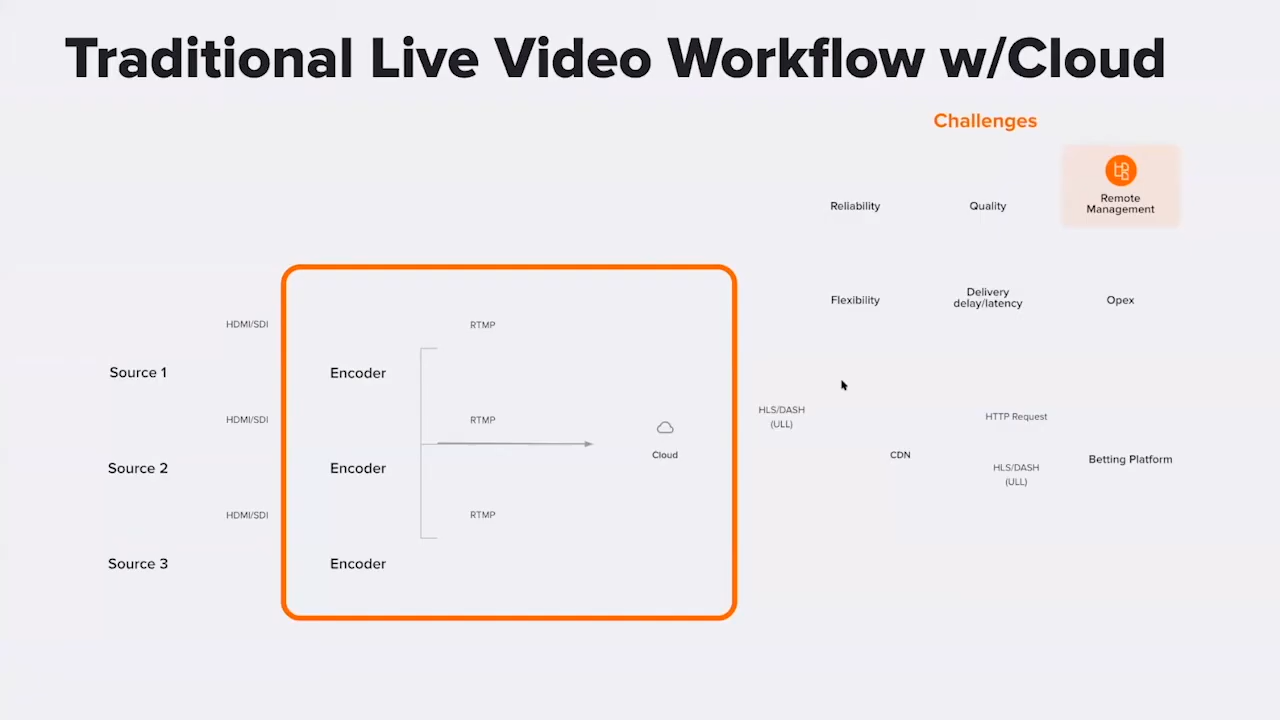 Traditional Live Video Workflow w/Cloud
Challenges
Reliability
Quality
Remote
Management
Flexibility
Delivery
delay/latency
Opex
HDMI/SDI
RTMP
Source 1
Encoder
HDMI/SDI
RTMP
HLS/DASH
(ULL)
HTTP Request
Cloud
CDN
Betting Platform
Source 2
Encoder
HLS/DASH
(ULL)
HDMI/SDI
RTMP
Source 3
Encoder